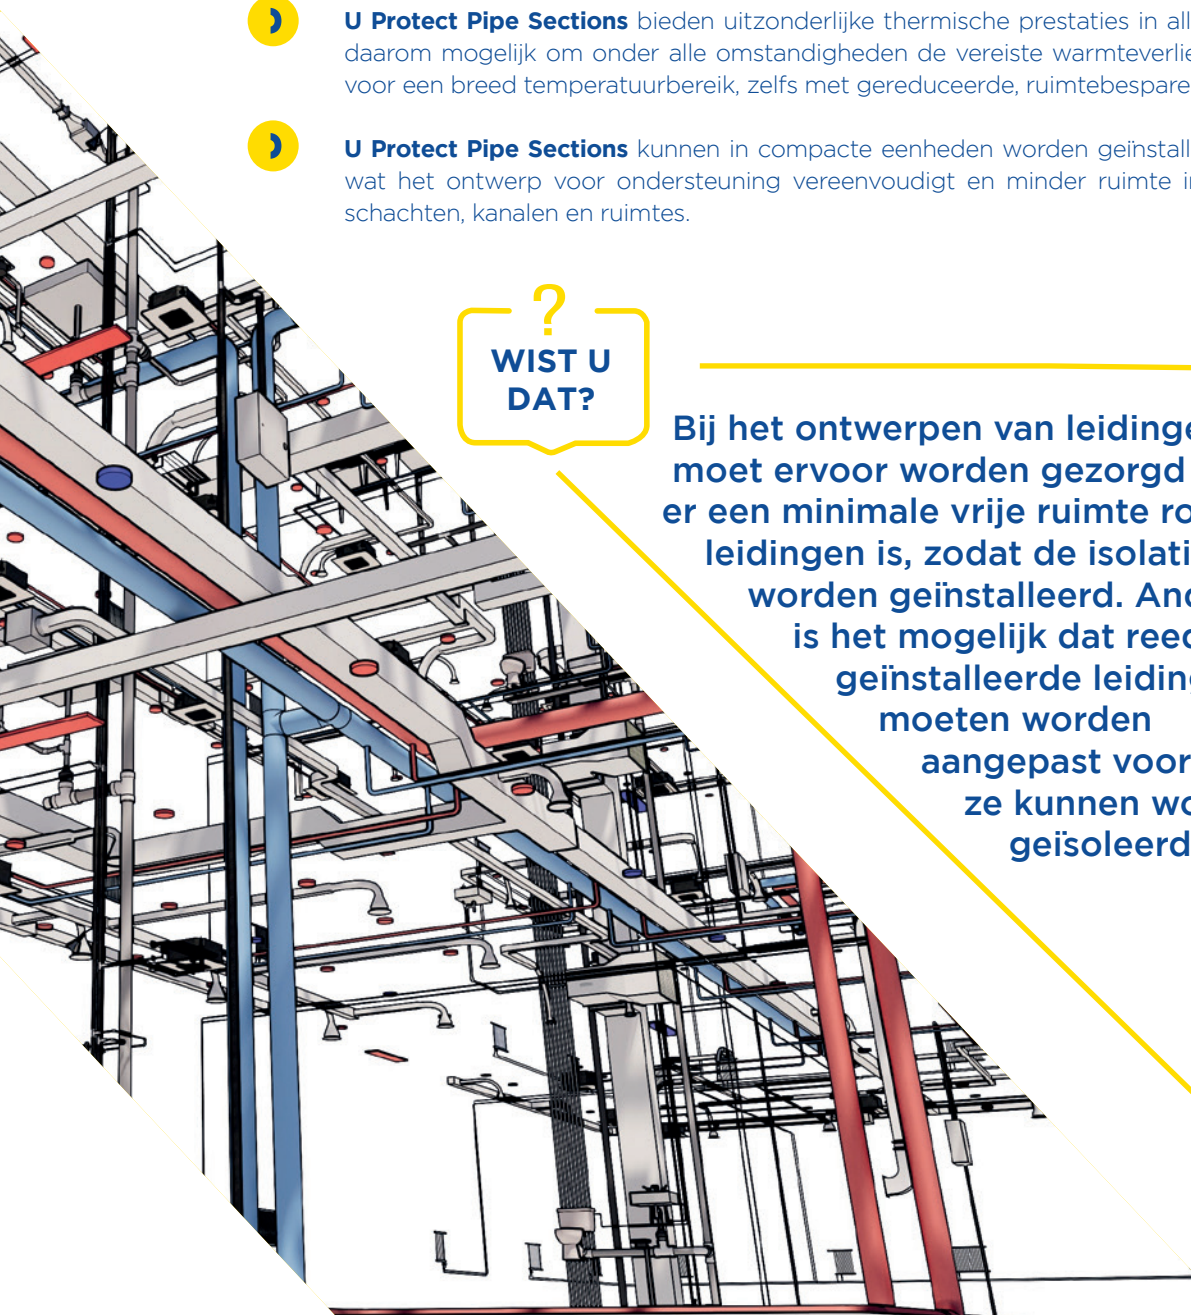 U Protect Pipe Sections bieden uitzonderlijke thermische prestaties in all
daarom mogelijk om onder alle omstandigheden de vereiste warmteverlie
voor een breed temperatuurbereik, zelfs met gereduceerde, ruimtebespare
U Protect Pipe Sections kunnen in compacte eenheden worden geïnstall
wat het ontwerp voor ondersteuning vereenvoudigt en minder ruimte in
schachten, kanalen en ruimtes.
?
WIST U
DAT?
Bij het ontwerpen van leidinge
moet ervoor worden gezorgd
er een minimale vrije ruimte ro
leidingen is, zodat de isolati
worden geïnstalleerd. And
is het mogelijk dat reed
geïnstalleerde leiding
moeten worden
aangepast voor
ze kunnen wo
geïsoleerd